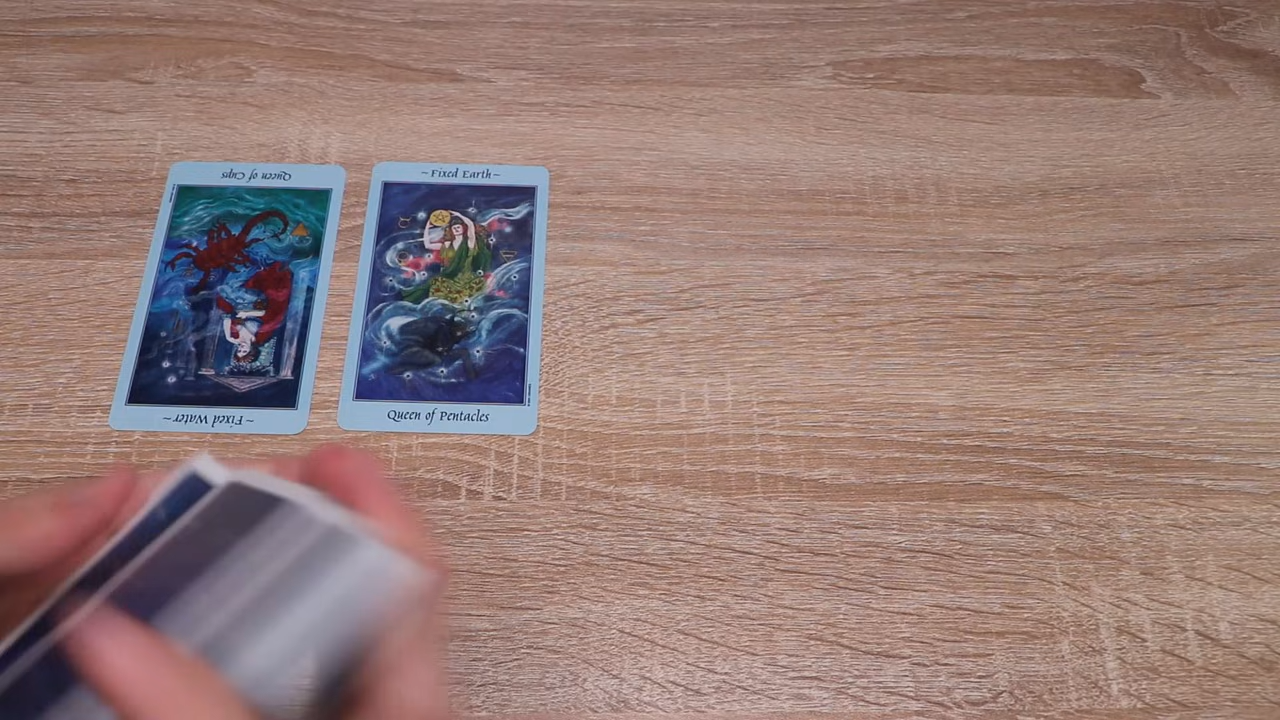 Queen of Cups
~Fixed Water~
~Fixed Earth~
Queen of Pentacles